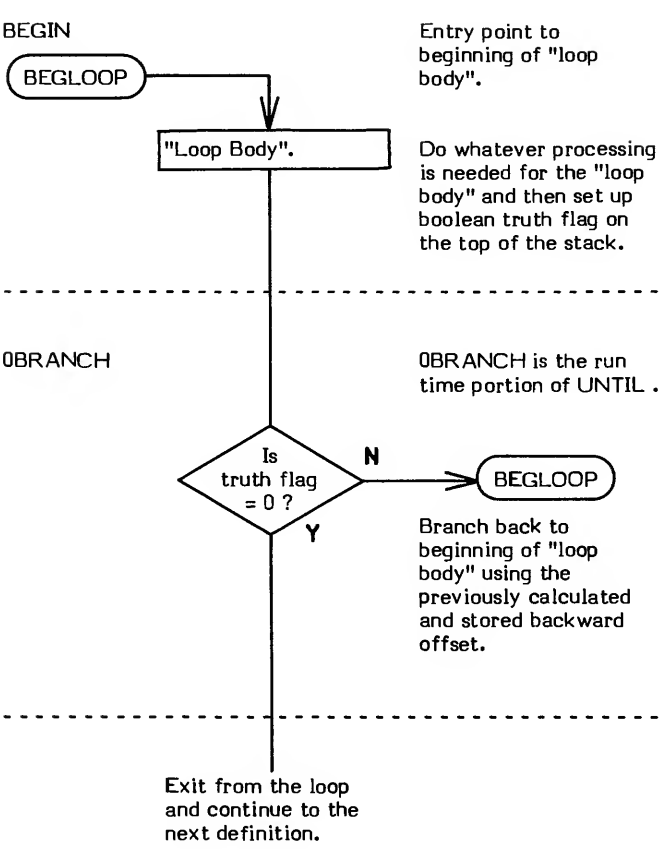 BEGIN
Entry point to
beginning of "loop
body".
BEGLOOP
"Loop Body".
Do whatever processing
is needed for the "loop
body" and then set up
boolean truth flag on
the top of the stack.
0BRANCH
0BRANCH is the run
time portion of UNTIL .
Is
truth flag
= 0 ?
N
BEGLOOP
Y
Branch back to
beginning of "loop
body" using the
previously calculated
and stored backward
offset.
Exit from the loop
and continue to the
next definition.